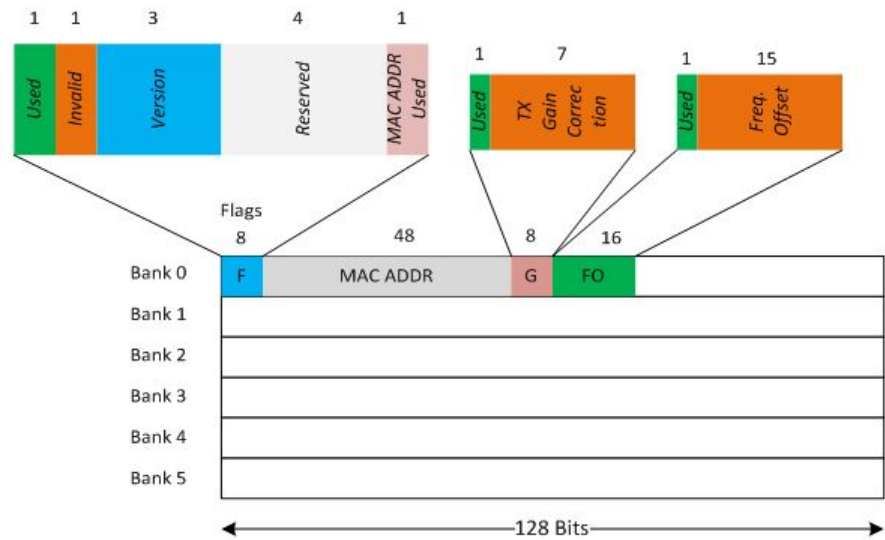 1 1 3 4 1
Used
Invalid
Version
Reserved
MAC ADDR
Used
1 7
Used
TX
Gain
Correc
tion
1 15
Used
Freq.
Offset
Flags
8 48 8 16
Bank 0 F MAC ADDR G FO
Bank 1
Bank 2
Bank 3
Bank 4
Bank 5
128 Bits